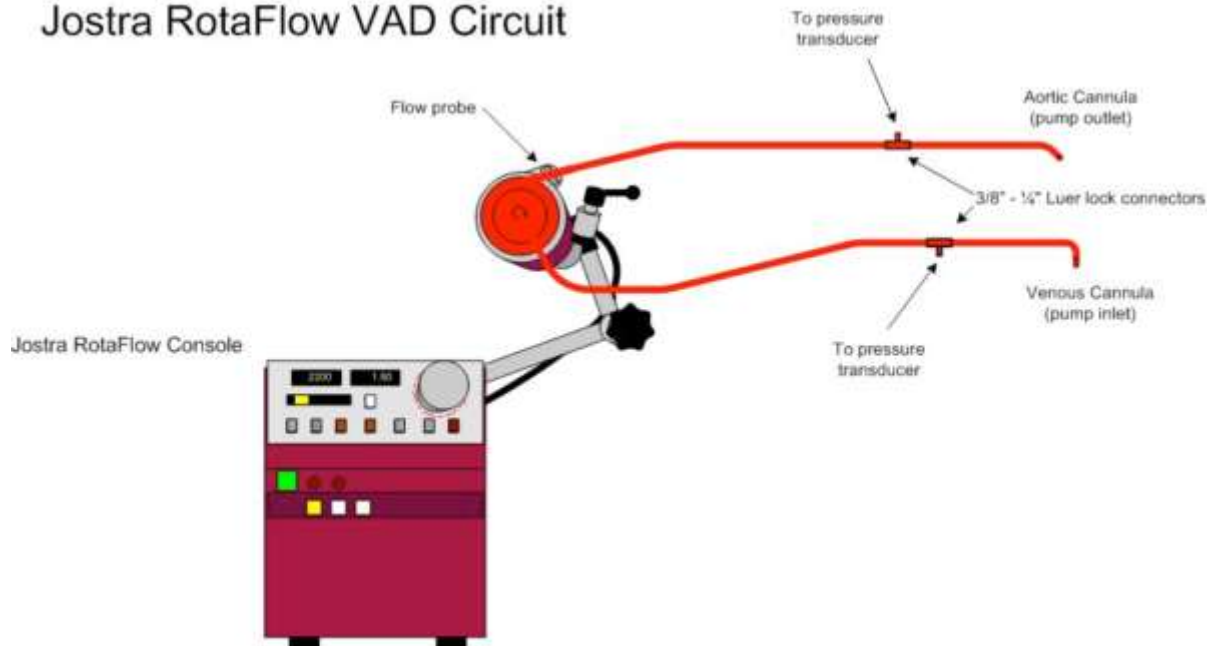 Jostra RotaFlow VAD Circuit
To pressure
transducer
Flow probe
Aortic Cannula
(pump outlet)
3/8" - ¼" Luer lock connectors
Venous Cannula
(pump inlet)
To pressure
transducer
Jostra RotaFlow Console
2200 1.60